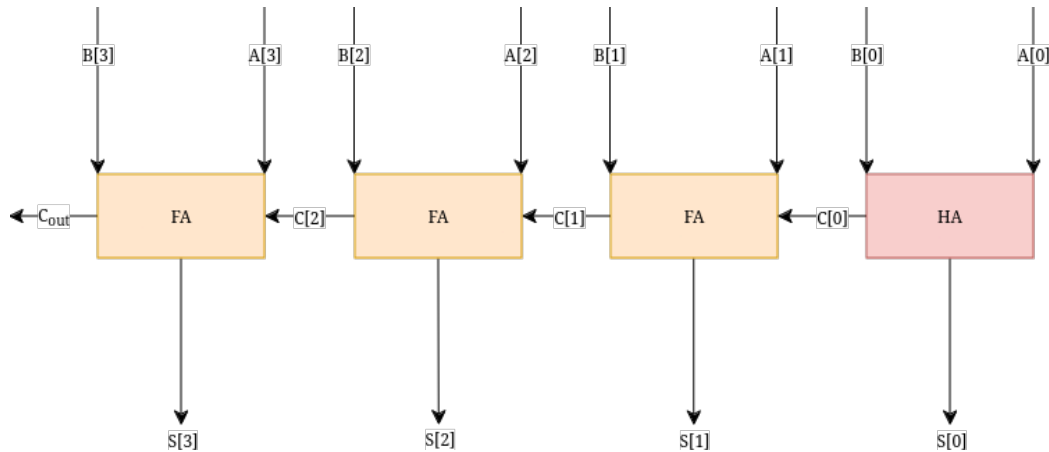 B[3] A[3] B[2] A[2] B[1] A[1] B[0] A[0]
C_out FA C[2] FA C[1] FA C[0] HA
S[3] S[2] S[1] S[0]